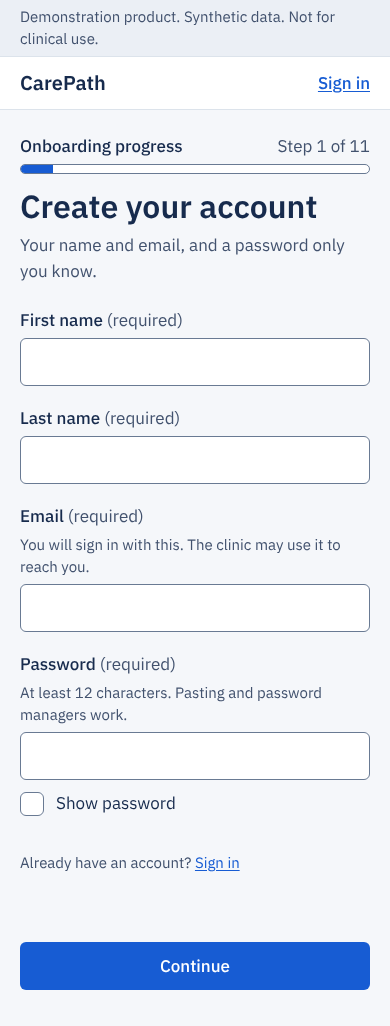 Demonstration product. Synthetic data. Not for
clinical use.
CarePath
Sign in
Onboarding progress
Step 1 of 11
Create your account
Your name and email, and a password only
you know.
First name (required)
Last name (required)
Email (required)
You will sign in with this. The clinic may use it to
reach you.
Password (required)
At least 12 characters. Pasting and password
managers work.
Show password
Already have an account? Sign in
Continue